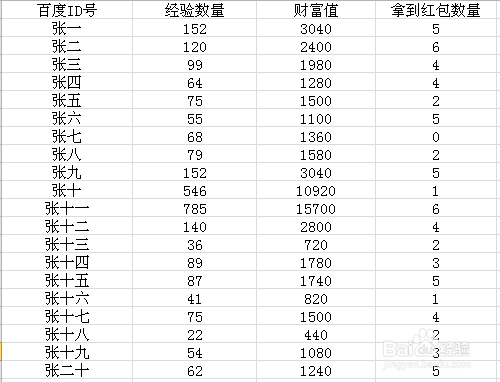 百度ID号 经验数量 财富值 拿到红包数量
张一 152 3040 5
张二 120 2400 6
张三 99 1980 4
张四 64 1280 4
张五 75 1500 2
张六 55 1100 5
张七 68 1360 0
张八 79 1580 2
张九 152 3040 5
张十 546 10920 1
张十一 785 15700 6
张十二 140 2800 4
张十三 36 720 2
张十四 89 1780 3
张十五 87 1740 5
张十六 41 820 1
张十七 75 1500 4
张十八 22 440 2
张十九 54 1080 3
张二十 62 1240 5
Baidu 经验
jingyan.baidu.com